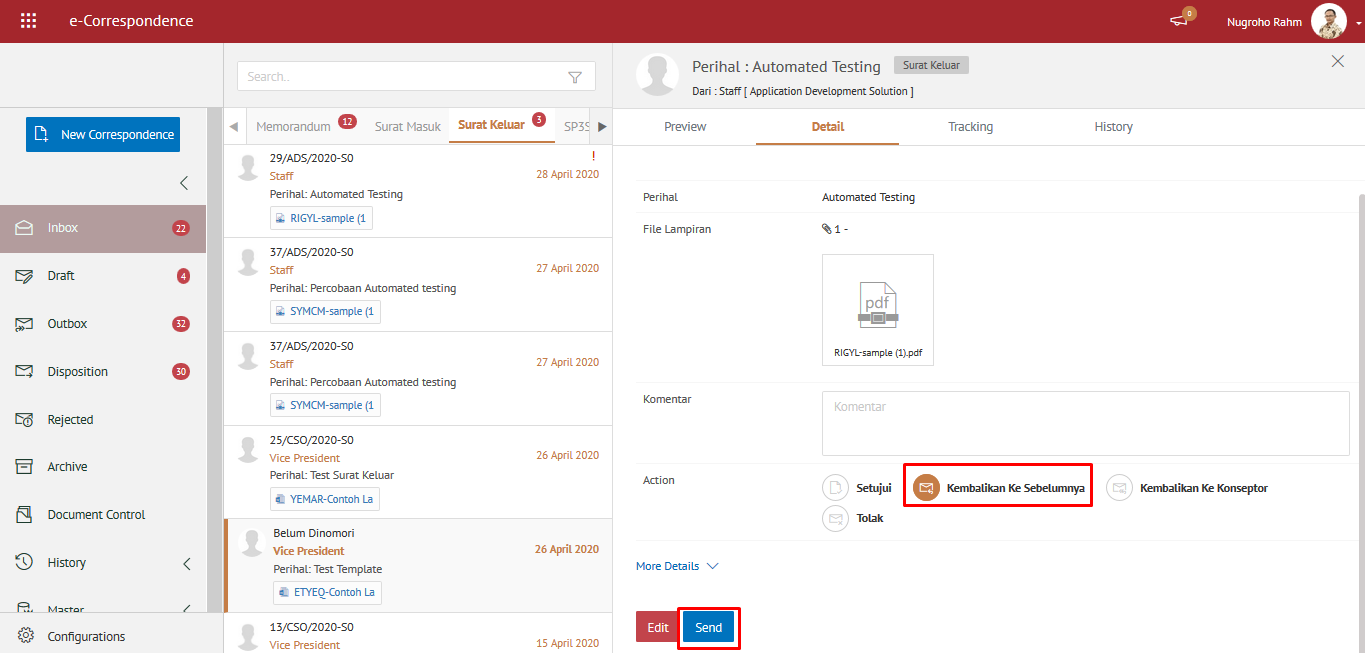 e-Correspondence
0
Nugroho Rahm
New Correspondence
Inbox 22
Draft 4
Outbox 32
Disposition 30
Rejected
Archive
Document Control
History
Master
Configurations
Search..
Memorandum 12 Surat Masuk Surat Keluar 3 SP3S
29/ADS/2020-S0 !
Staff 28 April 2020
Perihal: Automated Testing
RIGYL-sample (1
37/ADS/2020-S0
Staff 27 April 2020
Perihal: Percobaan Automated testing
SYMCM-sample (1
37/ADS/2020-S0
Staff 27 April 2020
Perihal: Percobaan Automated testing
SYMCM-sample (1
25/CSO/2020-S0
Vice President 26 April 2020
Perihal: Test Surat Keluar
YEMAR-Contoh La
Belum Dinomori
Vice President 26 April 2020
Perihal: Test Template
ETYEQ-Contoh La
13/CSO/2020-S0
Vice President 15 April 2020
Perihal : Automated Testing Surat Keluar
Dari : Staff [ Application Development Solution ]
Preview Detail Tracking History
Perihal Automated Testing
File Lampiran 1 -
pdf
RIGYL-sample (1).pdf
Komentar Komentar
Action Setujui Kembalikan Ke Sebelumnya Kembalikan Ke Konseptor
Tolak
More Details
Edit Send